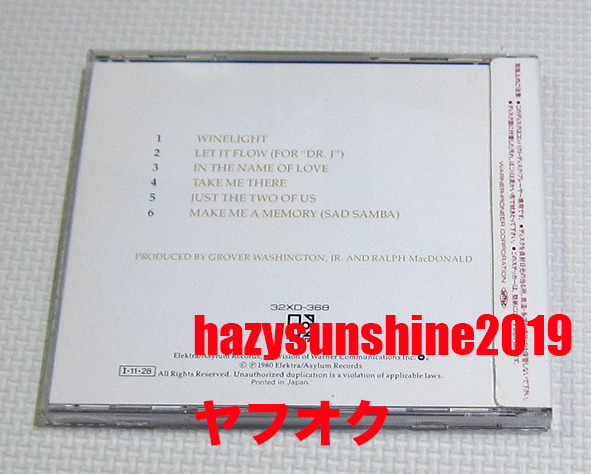 1 WINELIGHT
2 LET IT FLOW (FOR "DR. J")
3 IN THE NAME OF LOVE
4 TAKE ME THERE
5 JUST THE TWO OF US
6 MAKE ME A MEMORY (SAD SAMBA)
PRODUCED BY GROVER WASHINGTON, JR. AND RALPH MacDONALD
32XD-368
hazysunshine2019
Elektra/Asylum Records, vision of Warner Communications Inc.
© ℗ 1980 Elektra/Asylum Records
I-11-28
All Rights Reserved. Unauthorized duplication is a violation of applicable laws.
Printed in Japan.
ヤフオク
WARNER-PIONEER CORPORATION